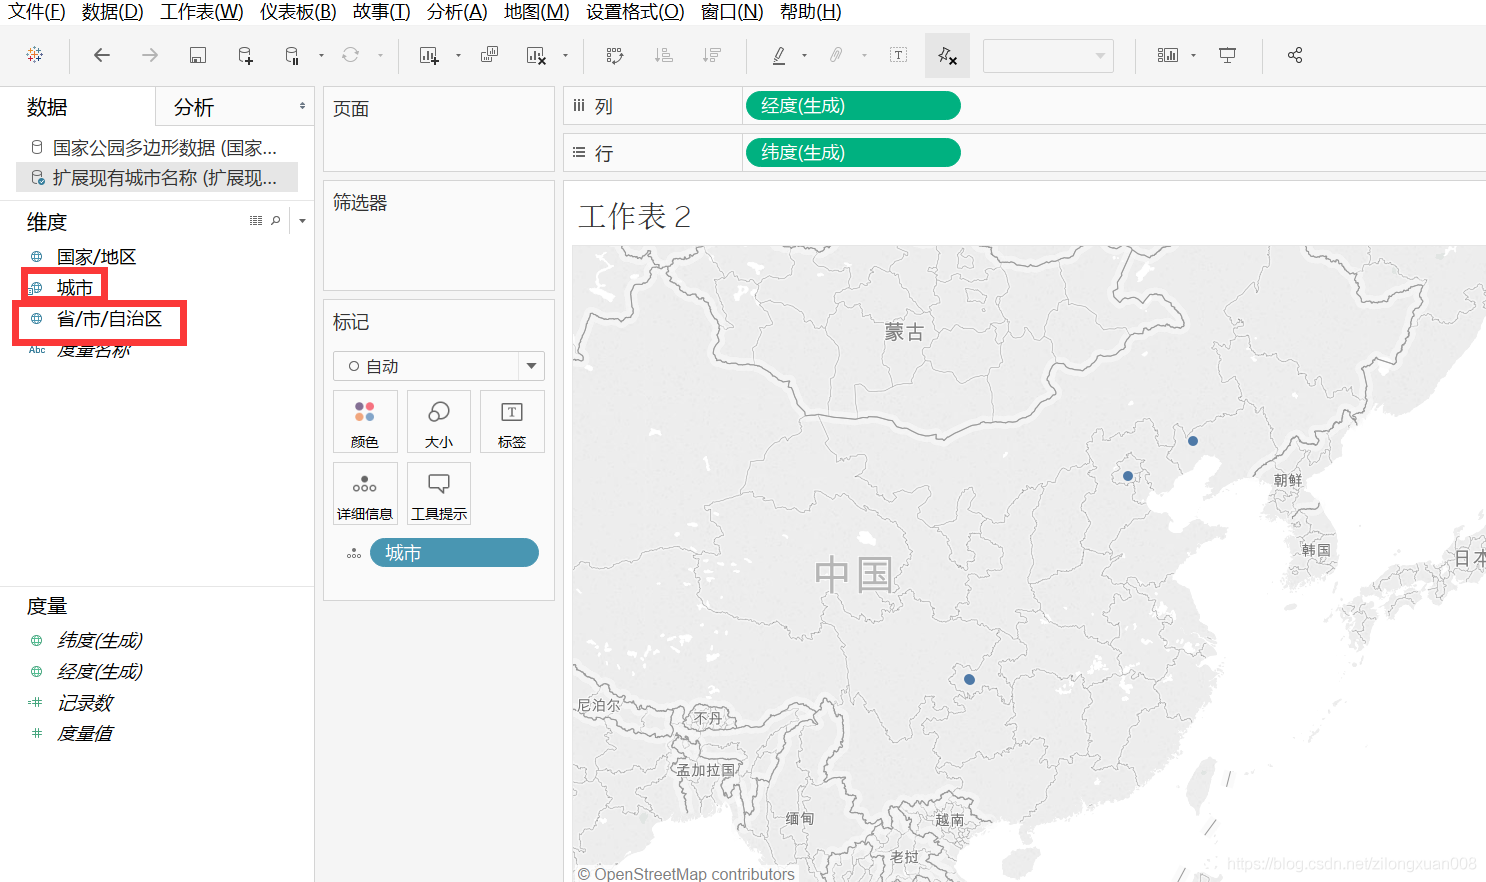 文件(F) 数据(D) 工作表(W) 仪表板(B) 故事(T) 分析(A) 地图(M) 设置格式(O) 窗口(N) 帮助(H)
数据
分析
国家公园多边形数据 (国家...
扩展现有城市名称 (扩展现...
维度
国家/地区
城市
省/市/自治区
Abc 度量名称
度量
纬度(生成)
经度(生成)
记录数
度量值
页面
筛选器
标记
自动
颜色
大小
T
标签
详细信息
工具提示
城市
列
经度(生成)
行
纬度(生成)
工作表 2
蒙古
朝鲜
韩国
日本
中国
尼泊尔
不丹
孟加拉国
缅甸
越南
老挝
© OpenStreetMap contributors
https://blog.csdn.net/zilongxuan008